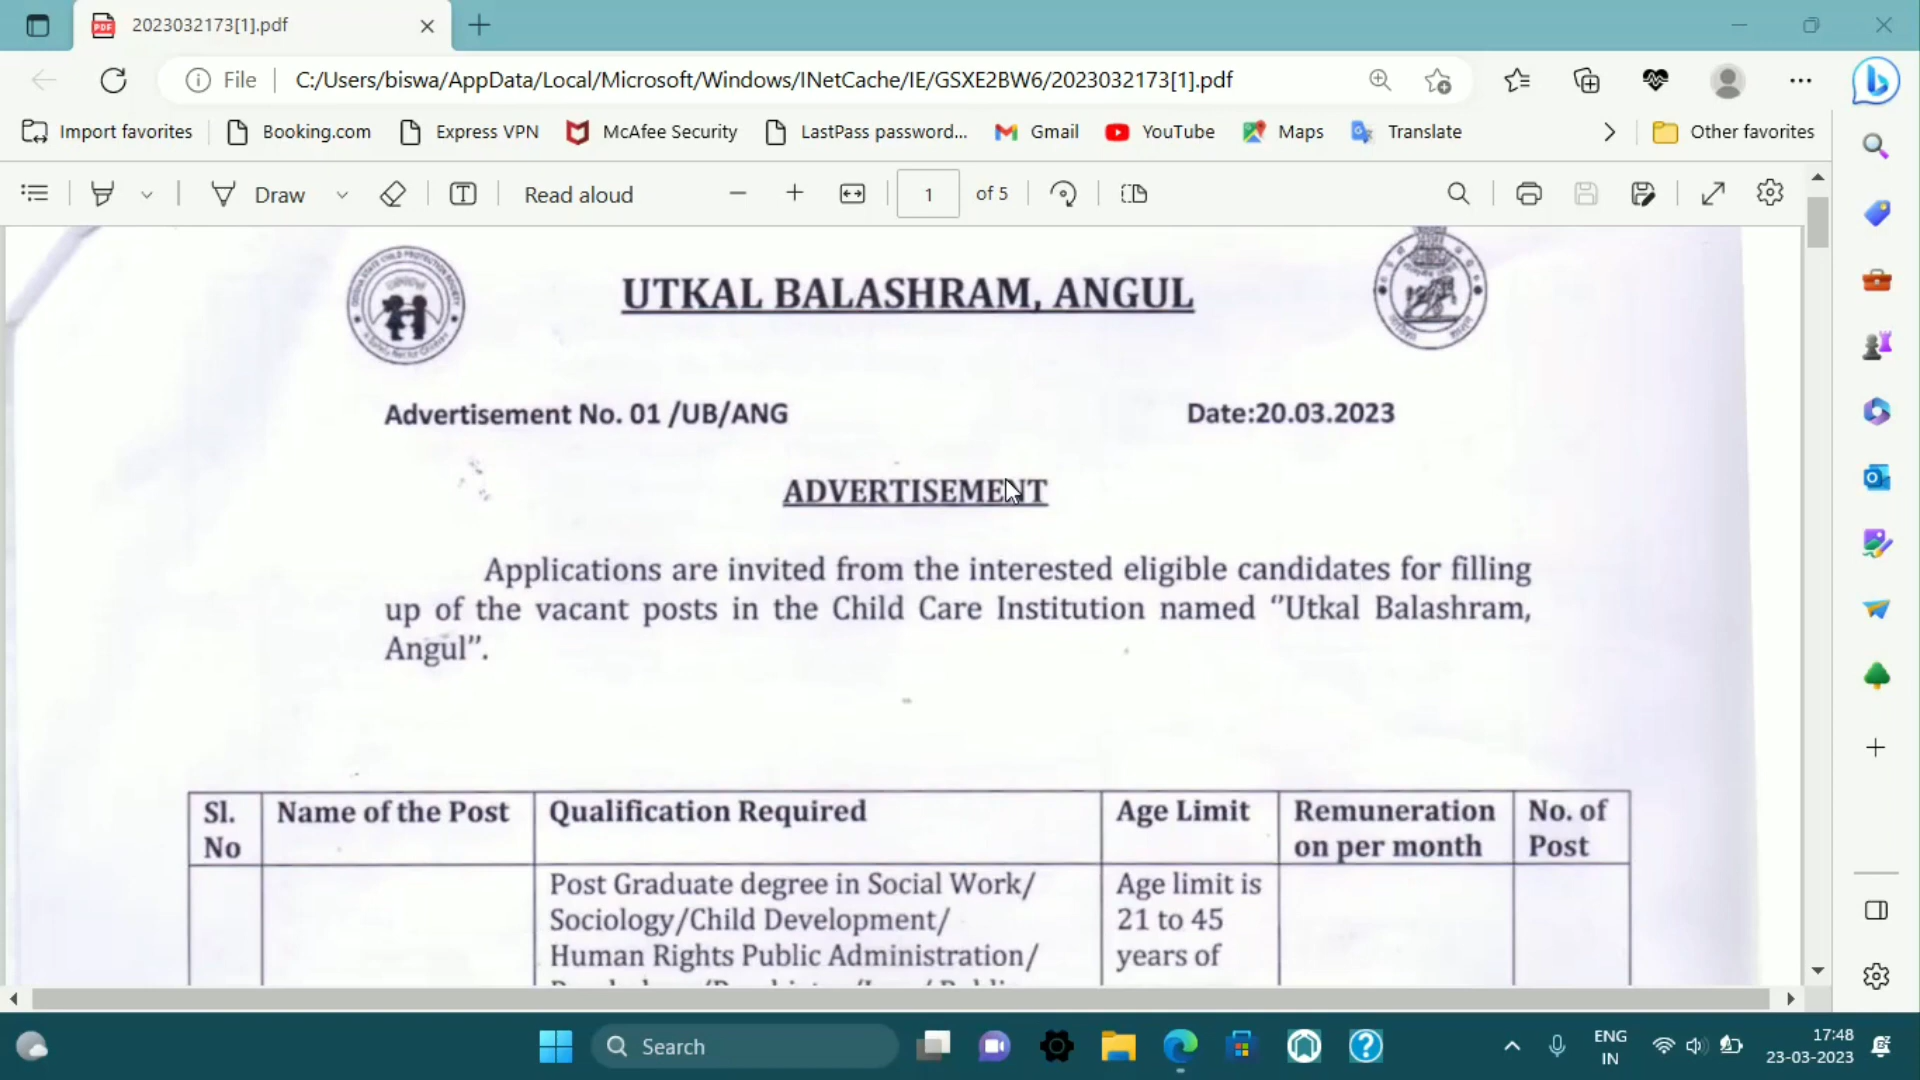 2023032173[1].pdf
File
C:/Users/biswa/AppData/Local/Microsoft/Windows/INetCache/IE/GSXE2BW6/2023032173[1].pdf
Import favorites
Booking.com
Express VPN
McAfee Security
LastPass password...
Gmail
YouTube
Maps
Translate
Other favorites
Draw
Read aloud
1
of 5
UTKAL BALASHRAM, ANGUL
Advertisement No. 01 /UB/ANG
Date:20.03.2023
ADVERTISEMENT
Applications are invited from the interested eligible candidates for filling
up of the vacant posts in the Child Care Institution named “Utkal Balashram,
Angul”.
Sl. No
Name of the Post
Qualification Required
Age Limit
Remuneration on per month
No. of Post
Post Graduate degree in Social Work/
Sociology/Child Development/
Human Rights Public Administration/
Age limit is
21 to 45
years of
Search
ENG
IN
17:48
23-03-2023